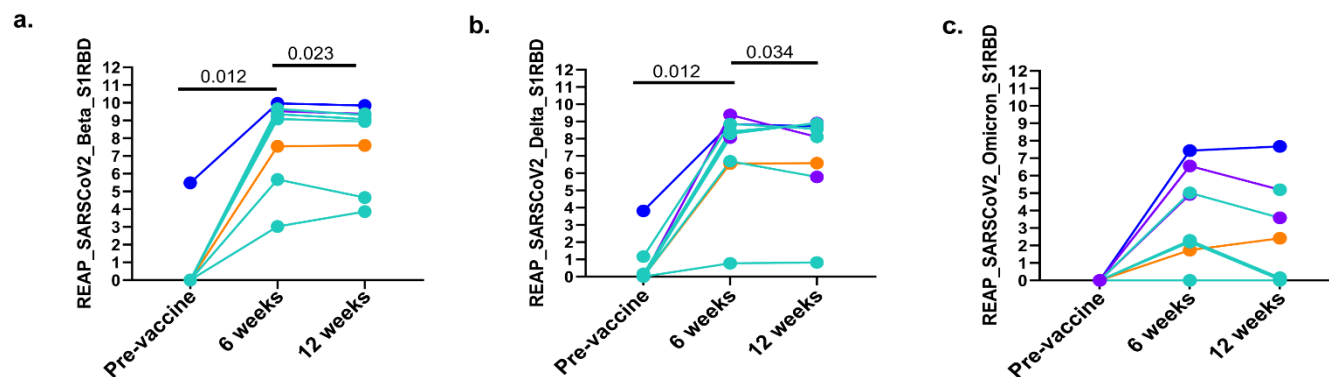 a.
REAP_SARSCoV2_Beta_S1RBD
12
11
10
9
8
7
6
5
4
3
2
1
0
0.012
0.023
Pre-vaccine
6 weeks
12 weeks
b.
REAP_SARSCoV2_Delta_S1RBD
12
11
10
9
8
7
6
5
4
3
2
1
0
0.012
0.034
Pre-vaccine
6 weeks
12 weeks
c.
REAP_SARSCoV2_Omicron_S1RBD
12
11
10
9
8
7
6
5
4
3
2
1
0
Pre-vaccine
6 weeks
12 weeks